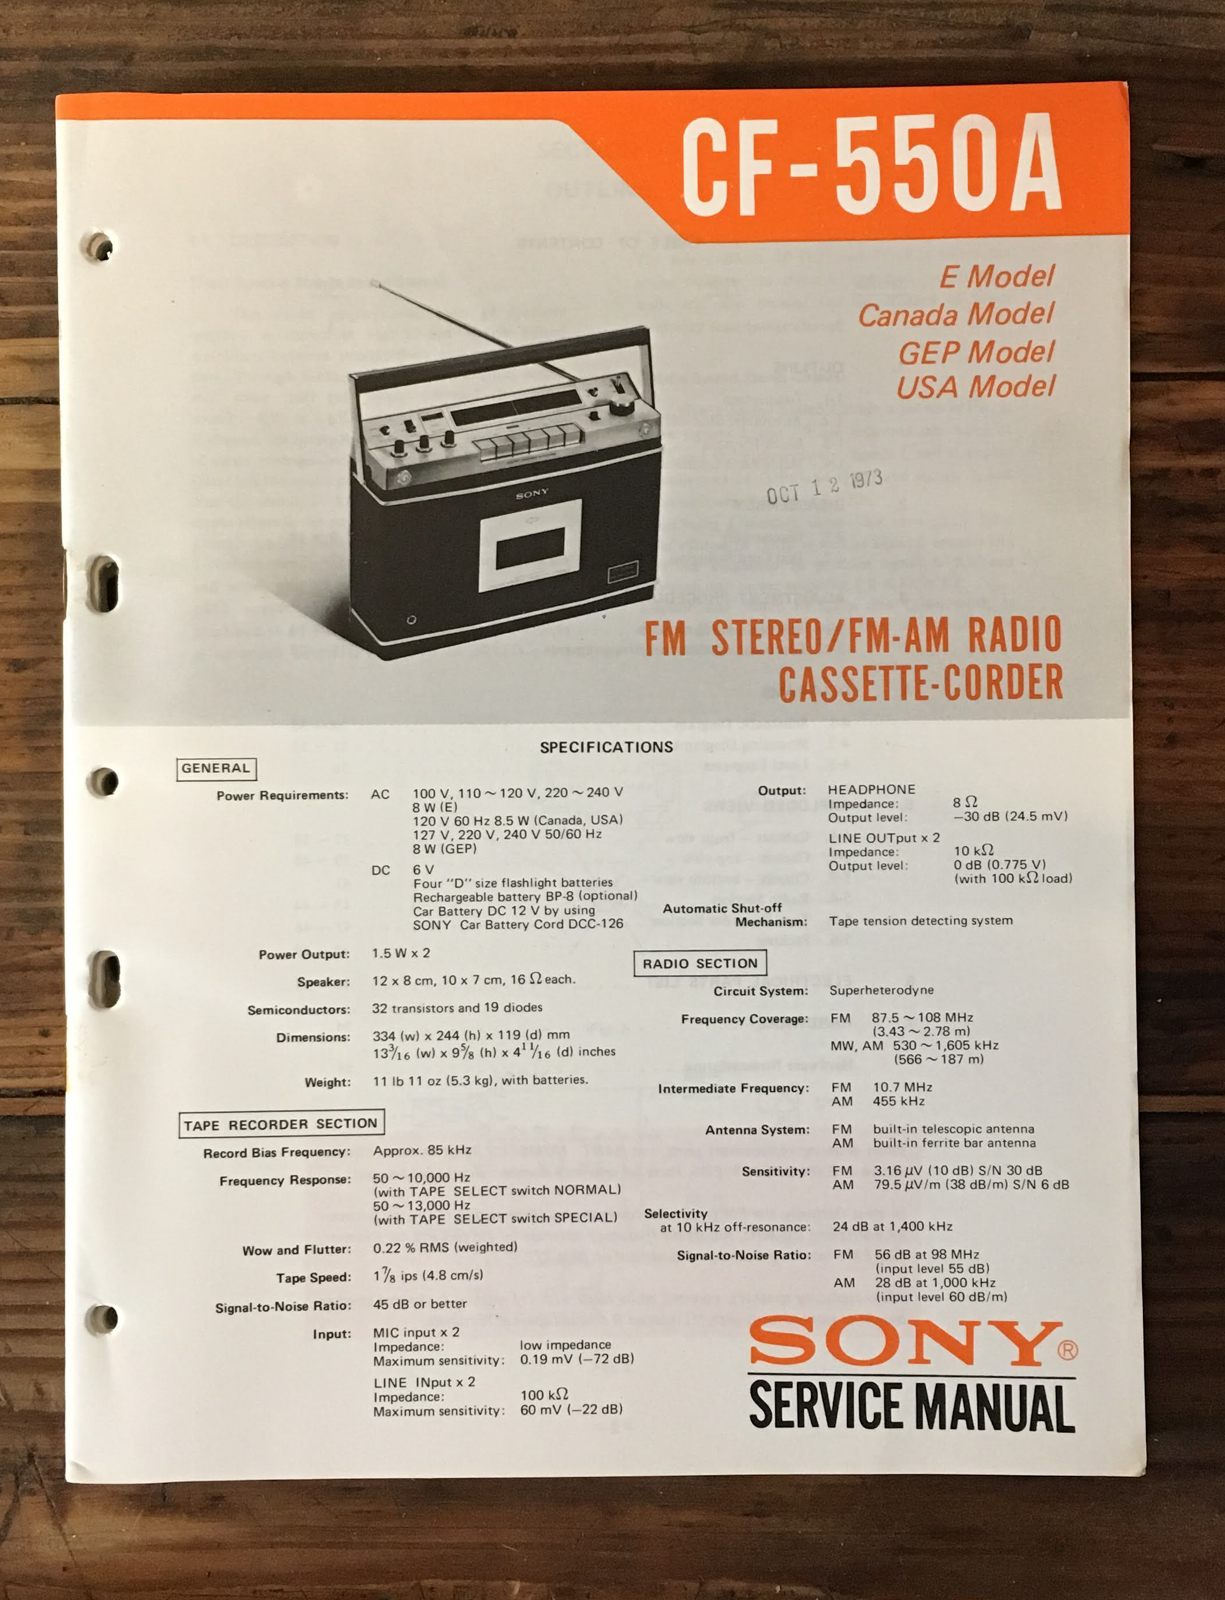 CF-550A
E Model
Canada Model
GEP Model
USA Model
OCT 12 1973
SONY
FM STEREO/FM-AM RADIO
CASSETTE-CORDER
SPECIFICATIONS
GENERAL
Power Requirements: AC 100 V, 110 ~ 120 V, 220 ~ 240 V
8 W (E)
120 V 60 Hz 8.5 W (Canada, USA)
127 V, 220 V, 240 V 50/60 Hz
8 W (GEP)
DC 6 V
Four "D" size flashlight batteries
Rechargeable battery BP-8 (optional)
Car Battery DC 12 V by using
SONY Car Battery Cord DCC-126
Power Output: 1.5 W x 2
Speaker: 12 x 8 cm, 10 x 7 cm, 16 Ω each.
Semiconductors: 32 transistors and 19 diodes
Dimensions: 334 (w) x 244 (h) x 119 (d) mm
13 3/16 (w) x 9 5/8 (h) x 4 11/16 (d) inches
Weight: 11 lb 11 oz (5.3 kg), with batteries.
TAPE RECORDER SECTION
Record Bias Frequency: Approx. 85 kHz
Frequency Response: 50 ~ 10,000 Hz
(with TAPE SELECT switch NORMAL)
50 ~ 13,000 Hz
(with TAPE SELECT switch SPECIAL)
Wow and Flutter: 0.22 % RMS (weighted)
Tape Speed: 1 7/8 ips (4.8 cm/s)
Signal-to-Noise Ratio: 45 dB or better
Input: MIC input x 2
Impedance: low impedance
Maximum sensitivity: 0.19 mV (−72 dB)
LINE INput x 2
Impedance: 100 kΩ
Maximum sensitivity: 60 mV (−22 dB)
Output: HEADPHONE
Impedance: 8 Ω
Output level: −30 dB (24.5 mV)
LINE OUTput x 2
Impedance: 10 kΩ
Output level: 0 dB (0.775 V)
(with 100 kΩ load)
Automatic Shut-off
Mechanism: Tape tension detecting system
RADIO SECTION
Circuit System: Superheterodyne
Frequency Coverage: FM 87.5 ~ 108 MHz
(3.43 ~ 2.78 m)
MW, AM 530 ~ 1,605 kHz
(566 ~ 187 m)
Intermediate Frequency: FM 10.7 MHz
AM 455 kHz
Antenna System: FM built-in telescopic antenna
AM built-in ferrite bar antenna
Sensitivity: FM 3.16 μV (10 dB) S/N 30 dB
AM 79.5 μV/m (38 dB/m) S/N 6 dB
Selectivity
at 10 kHz off-resonance: 24 dB at 1,400 kHz
Signal-to-Noise Ratio: FM 56 dB at 98 MHz
(input level 55 dB)
AM 28 dB at 1,000 kHz
(input level 60 dB/m)
SONY®
SERVICE MANUAL